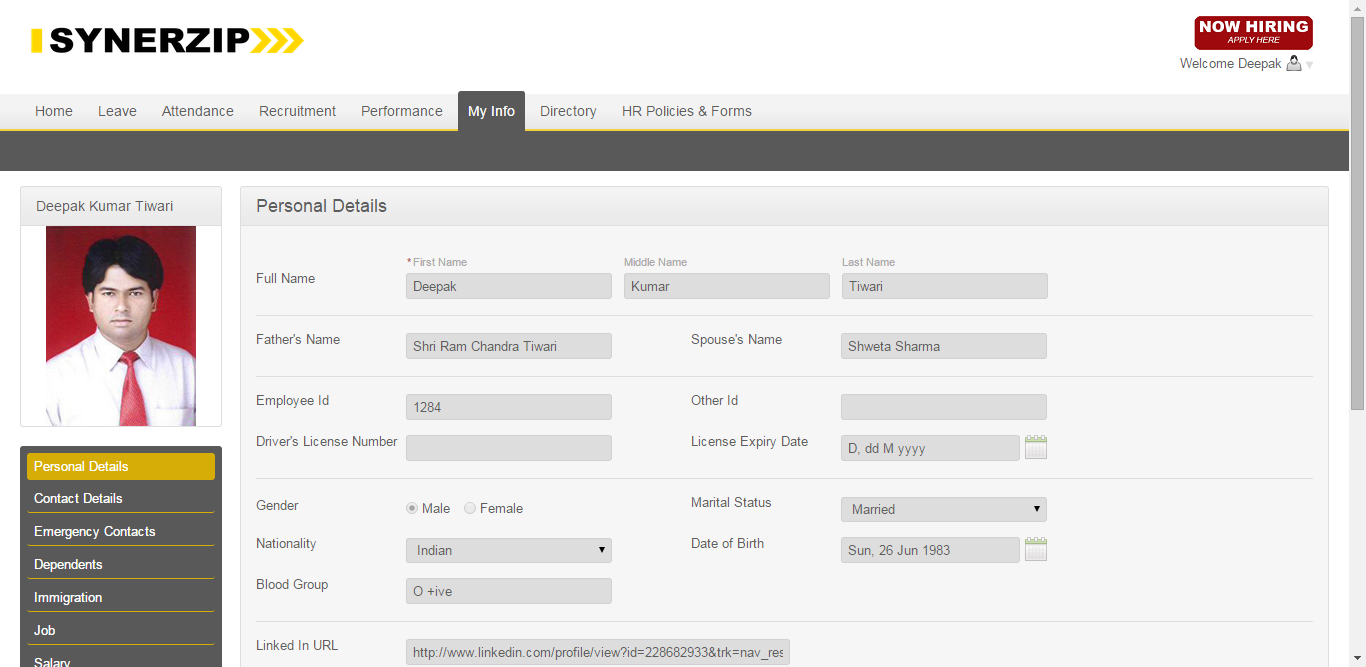 SYNERZIP
NOW HIRING
APPLY HERE
Welcome Deepak
Home Leave Attendance Recruitment Performance My Info Directory HR Policies & Forms
Deepak Kumar Tiwari
Personal Details
Contact Details
Emergency Contacts
Dependents
Immigration
Job
Salary
Personal Details
* First Name Middle Name Last Name
Full Name Deepak Kumar Tiwari
Father's Name Shri Ram Chandra Tiwari Spouse's Name Shweta Sharma
Employee Id 1284 Other Id
Driver's License Number License Expiry Date D, dd M yyyy
Gender Male Female Marital Status Married
Nationality Indian Date of Birth Sun, 26 Jun 1983
Blood Group O +ive
Linked In URL http://www.linkedin.com/profile/view?id=228682933&trk=nav_res